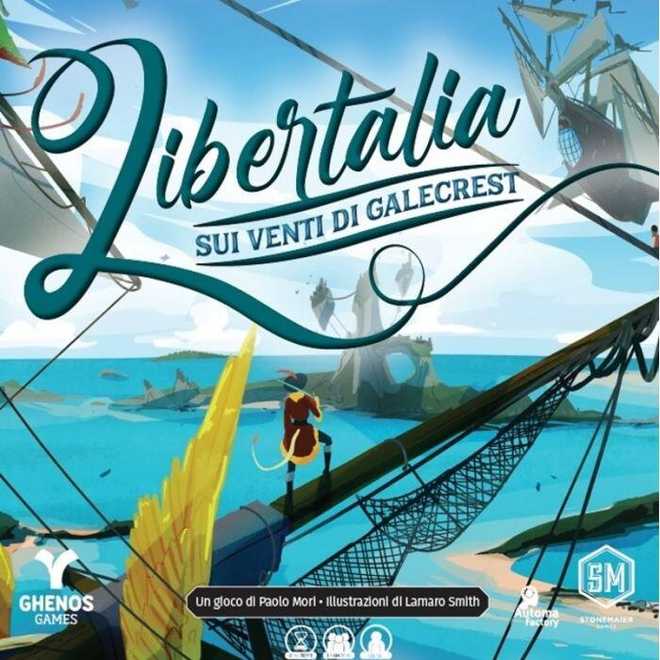 Libertalia
SUI VENTI DI GALECREST
Un gioco di Paolo Mori • Illustrazioni di Lamaro Smith
GHENOS
GAMES
Automa
Factory
SM
STONEMAIER
GAMES